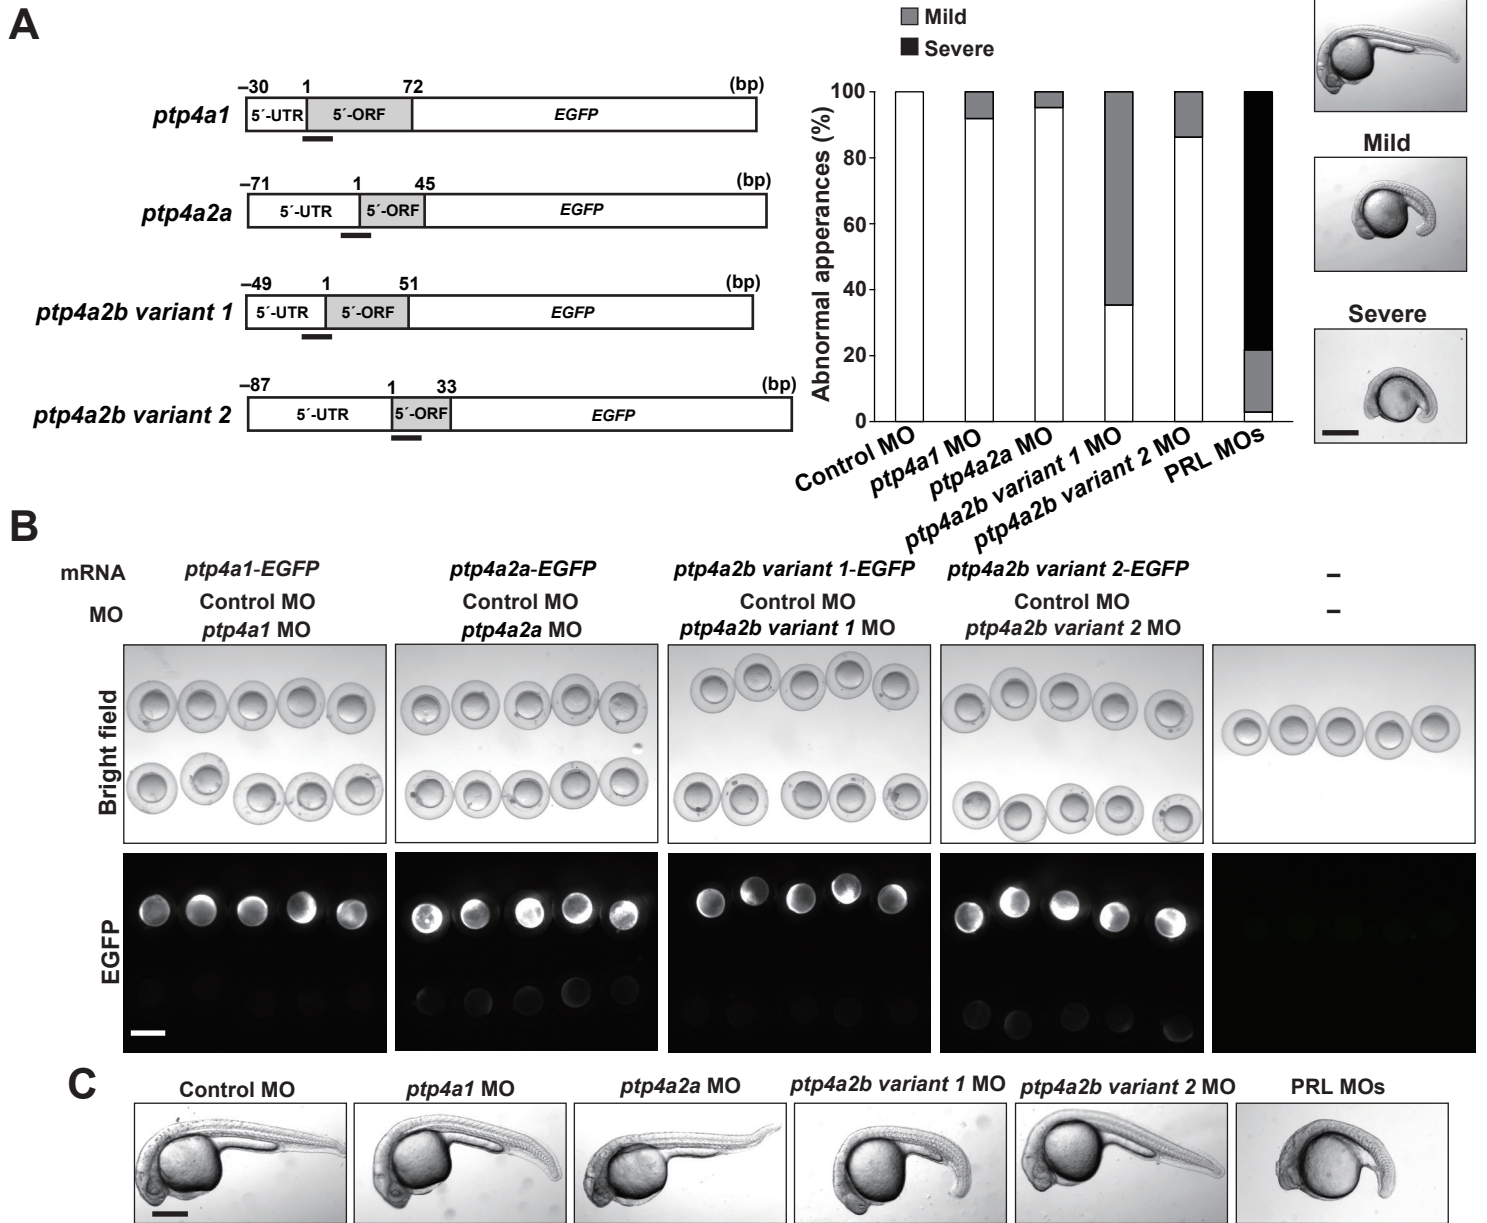 A
–30 1 72 (bp)
ptp4a1 5´-UTR 5´-ORF EGFP
–71 1 45 (bp)
ptp4a2a 5´-UTR 5´-ORF EGFP
–49 1 51 (bp)
ptp4a2b variant 1 5´-UTR 5´-ORF EGFP
–87 1 33 (bp)
ptp4a2b variant 2 5´-UTR 5´-ORF EGFP
Mild
Severe
Abnormal apperances (%)
100
80
60
40
20
0
Control MO
ptp4a1 MO
ptp4a2a MO
ptp4a2b variant 1 MO
ptp4a2b variant 2 MO
PRL MOs
Mild
Severe
B
mRNA ptp4a1-EGFP ptp4a2a-EGFP ptp4a2b variant 1-EGFP ptp4a2b variant 2-EGFP –
MO Control MO Control MO Control MO Control MO –
ptp4a1 MO ptp4a2a MO ptp4a2b variant 1 MO ptp4a2b variant 2 MO
Bright field
EGFP
C
Control MO ptp4a1 MO ptp4a2a MO ptp4a2b variant 1 MO ptp4a2b variant 2 MO PRL MOs